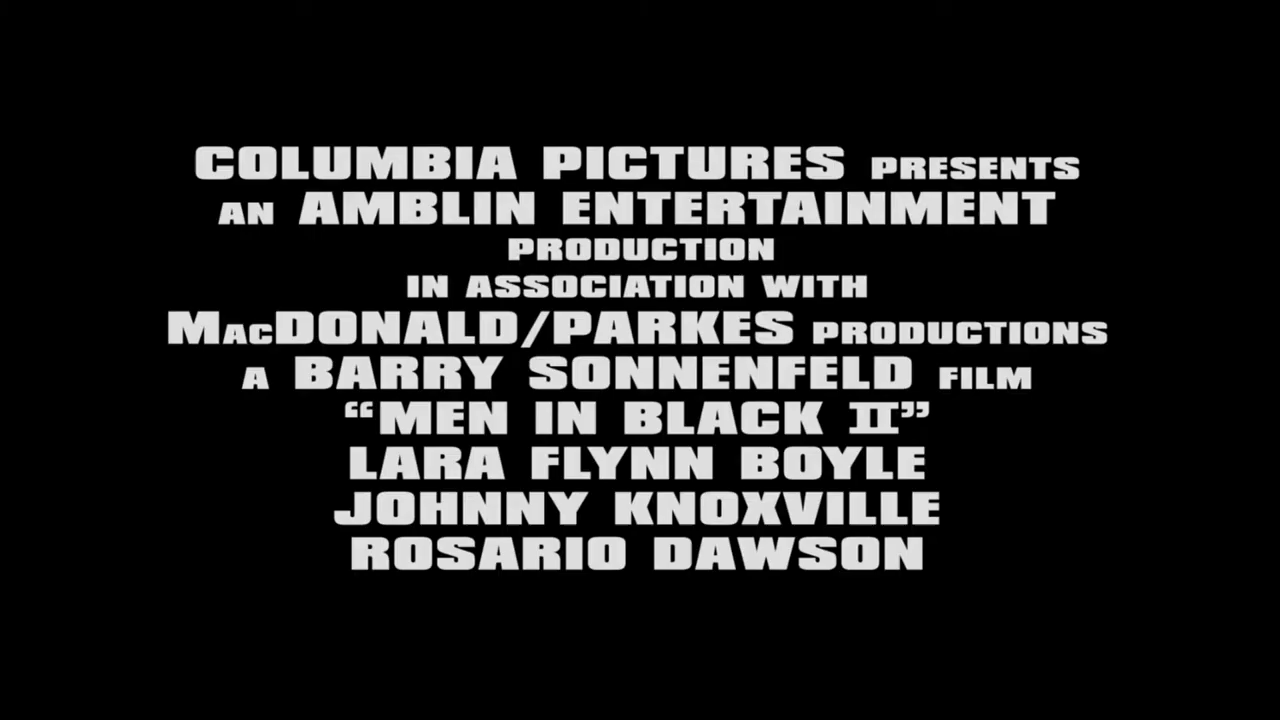 COLUMBIA PICTURES PRESENTS
AN AMBLIN ENTERTAINMENT
PRODUCTION
IN ASSOCIATION WITH
MacDONALD/PARKES PRODUCTIONS
A BARRY SONNENFELD FILM
“MEN IN BLACK II”
LARA FLYNN BOYLE
JOHNNY KNOXVILLE
ROSARIO DAWSON